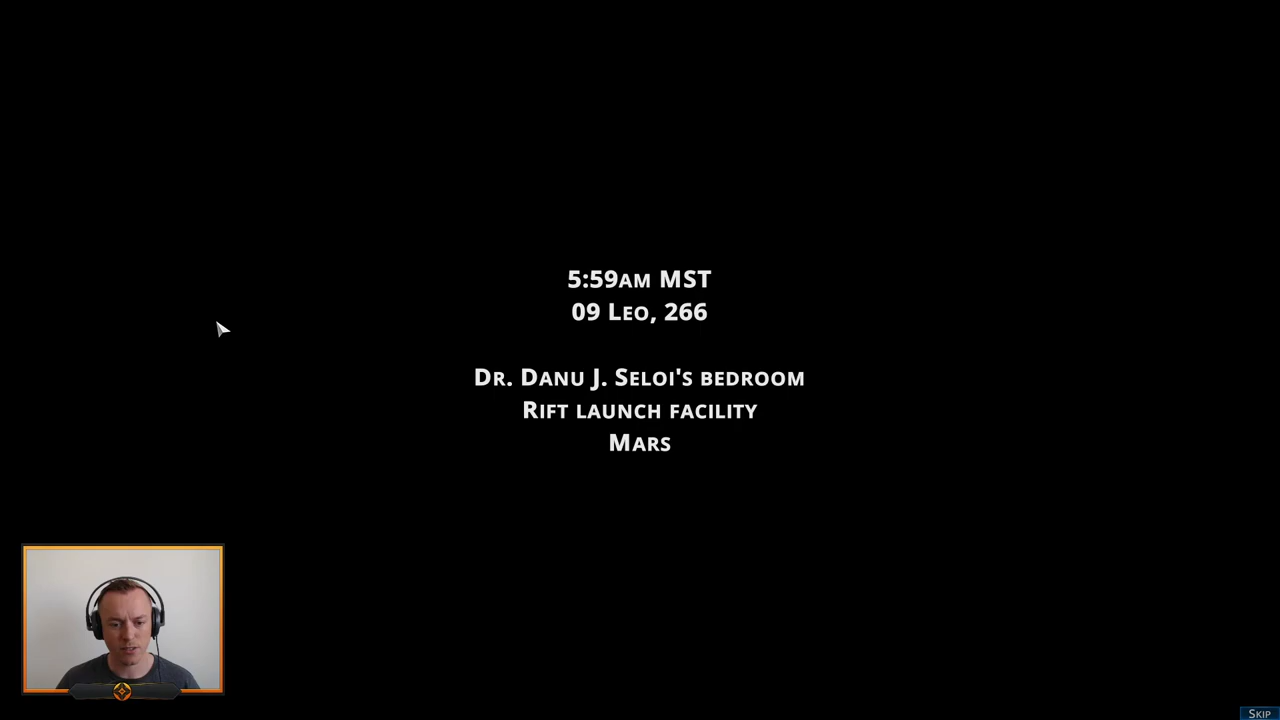 5:59am MST
09 Leo, 266
Dr. Danu J. Seloi's bedroom
Rift launch facility
Mars
Skip